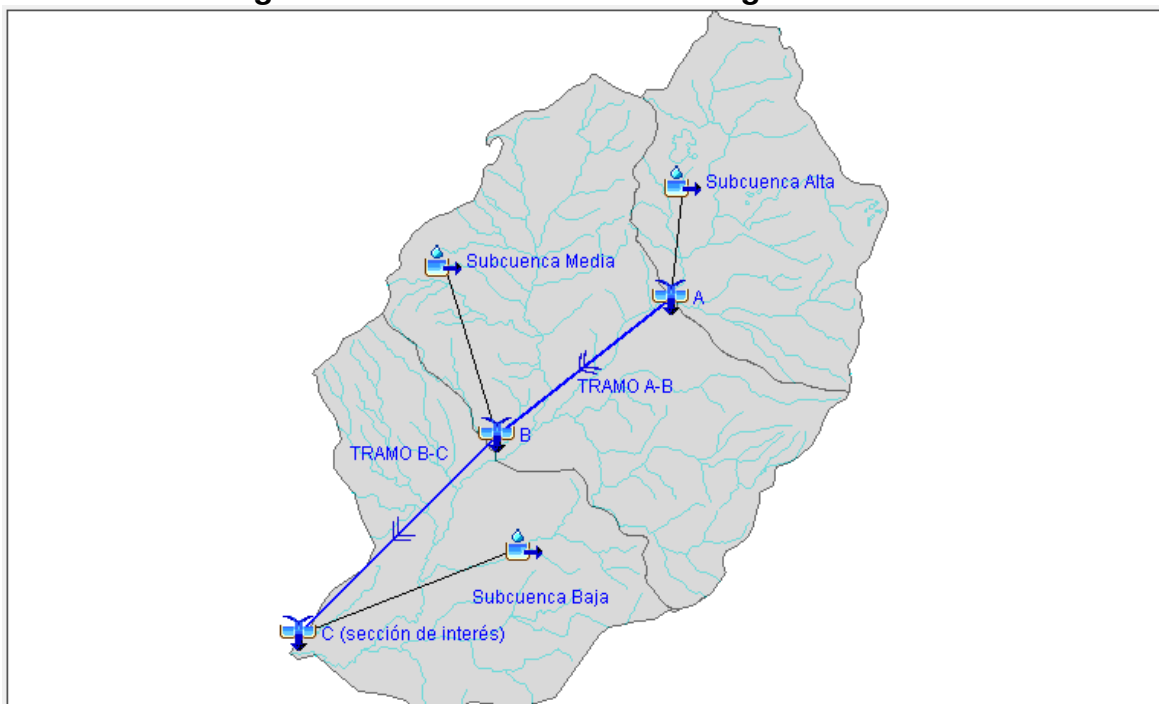 Subcuenca Alta
Subcuenca Media
A
TRAMO A-B
B
TRAMO B-C
Subcuenca Baja
C (sección de interés)